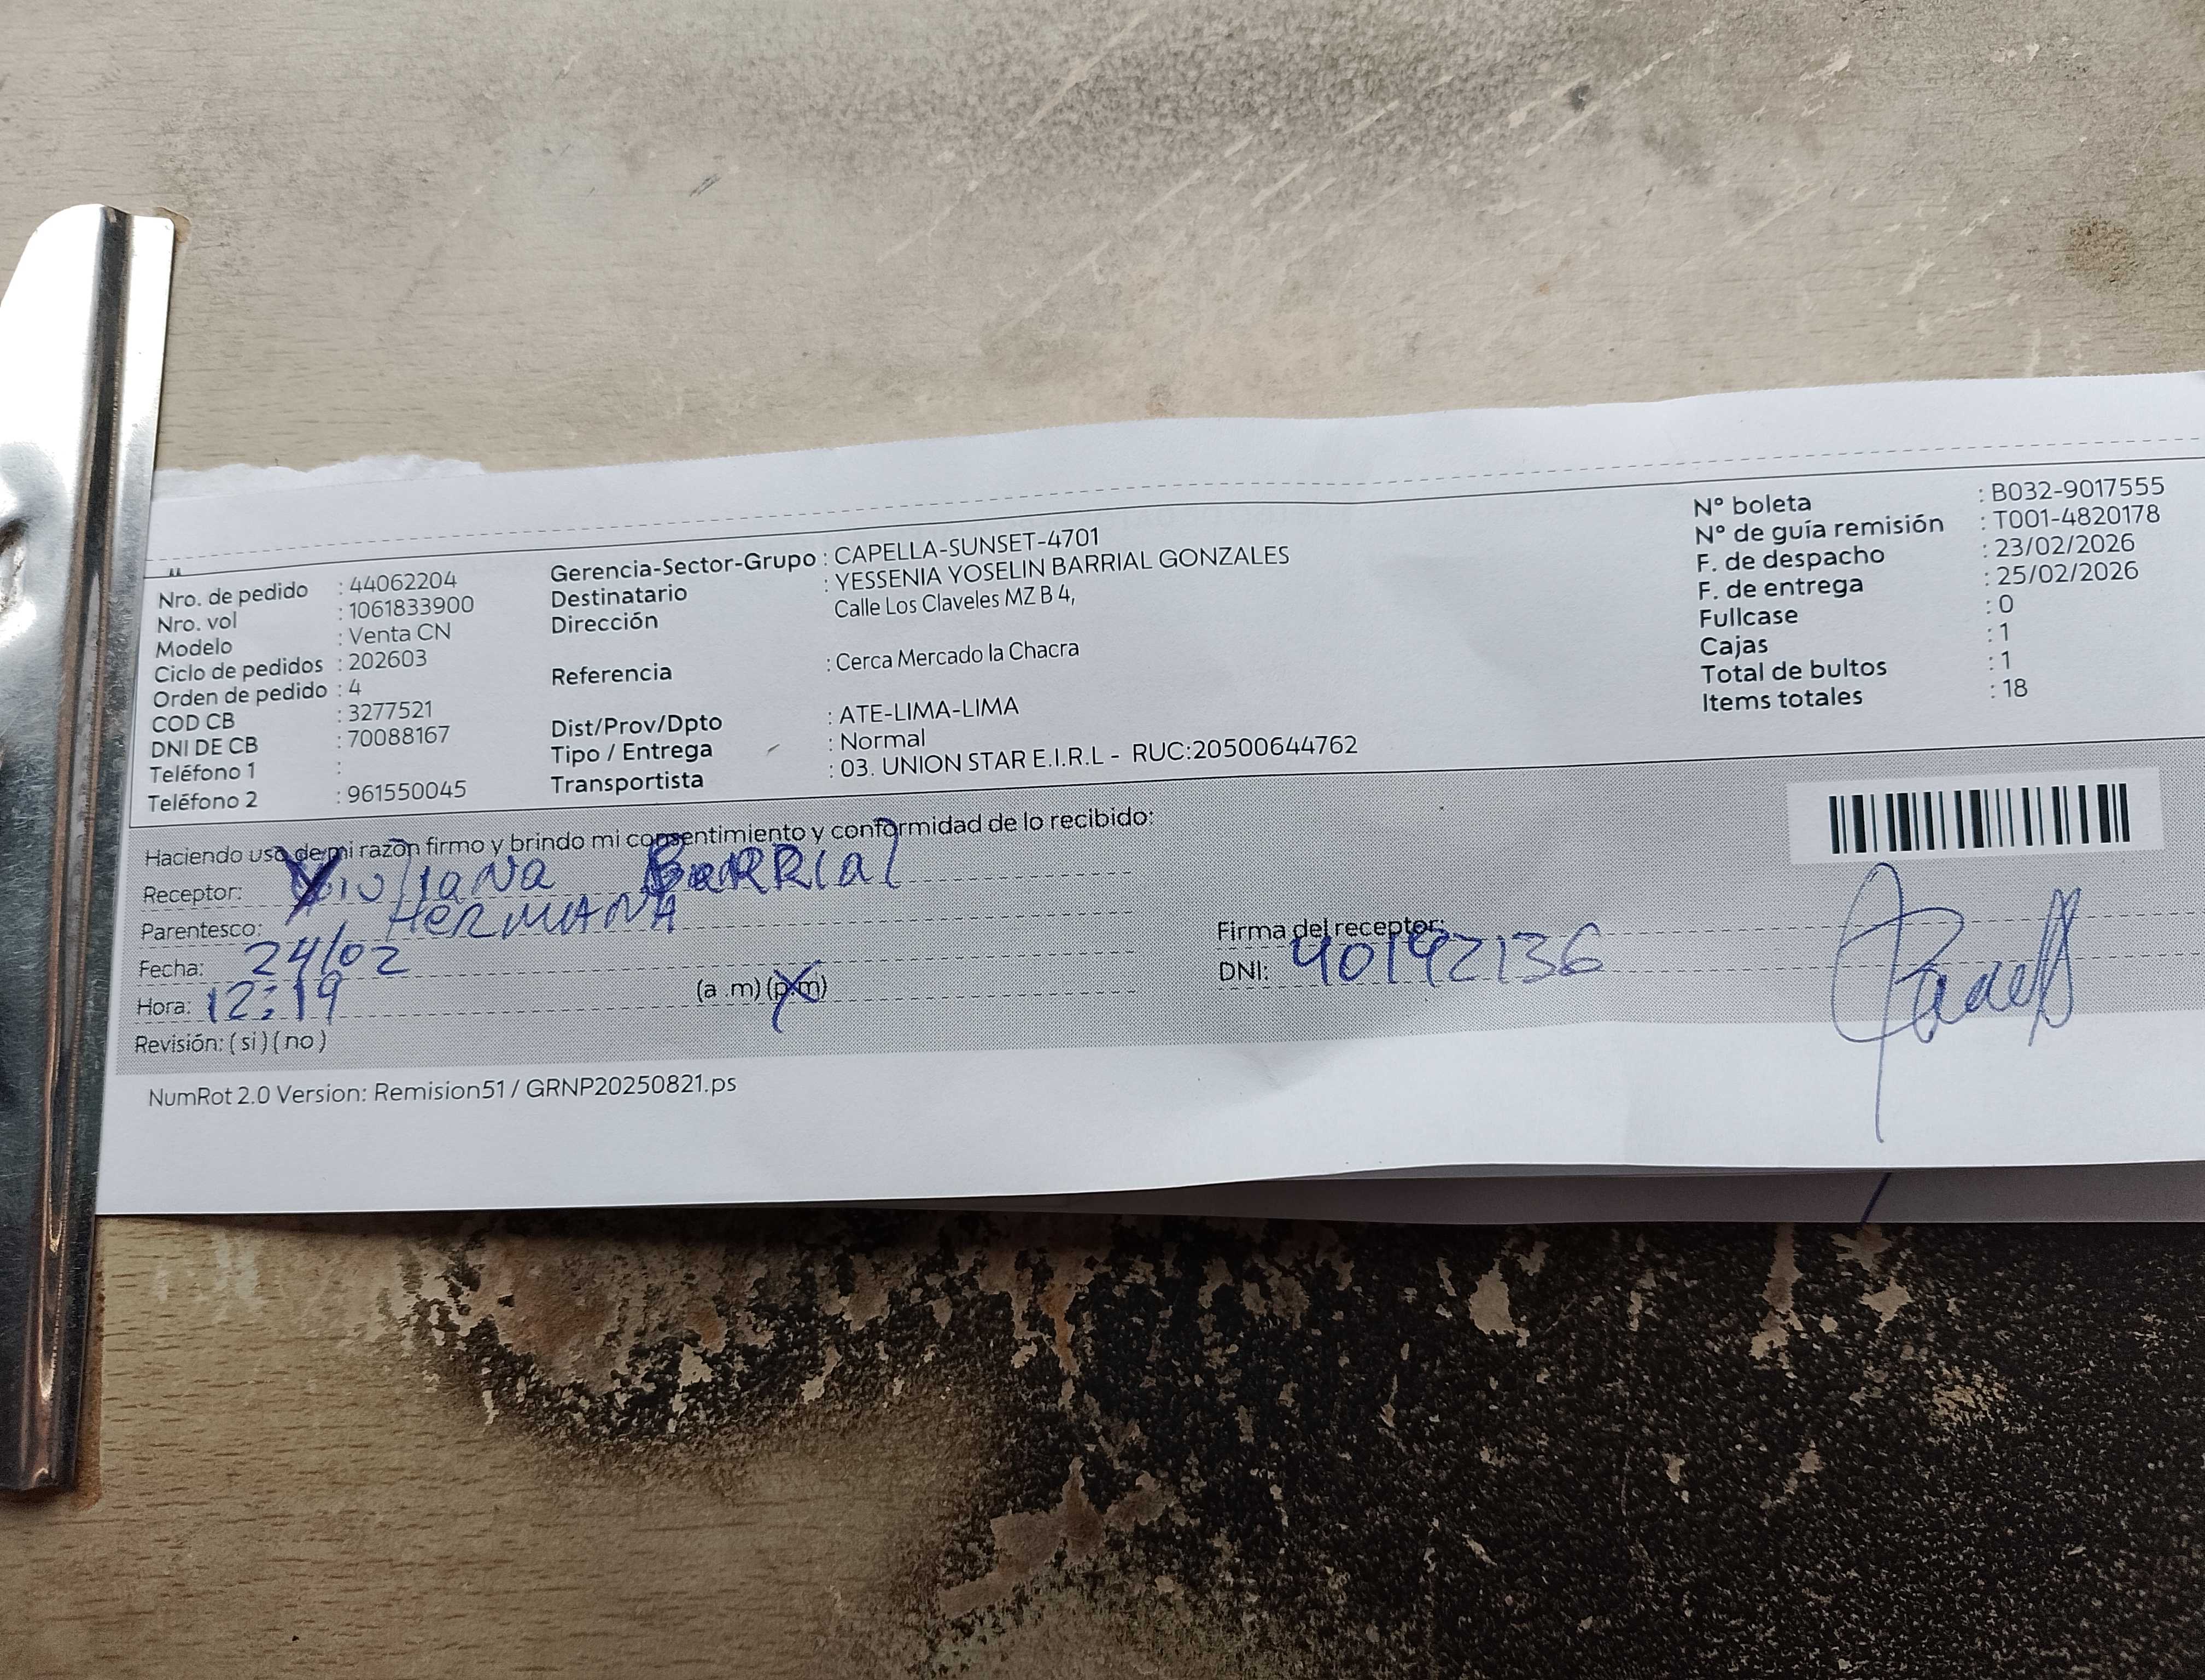 Nro. de pedido : 44062204
Nro. vol : 1061833900
Modelo : Venta CN
Ciclo de pedidos : 202603
Orden de pedido : 4
COD CB : 3277521
DNI DE CB : 70088167
Teléfono 1 :
Teléfono 2 : 961550045
Gerencia-Sector-Grupo : CAPELLA-SUNSET-4701
Destinatario : YESSENIA YOSELIN BARRIAL GONZALES
Dirección Calle Los Claveles MZ B 4,
Referencia : Cerca Mercado la Chacra
Dist/Prov/Dpto : ATE-LIMA-LIMA
Tipo / Entrega : Normal
Transportista : 03. UNION STAR E.I.R.L - RUC:20500644762
N° boleta : B032-9017555
N° de guía remisión : T001-4820178
F. de despacho : 23/02/2026
F. de entrega : 25/02/2026
Fullcase : 0
Cajas : 1
Total de bultos : 1
Items totales : 18
Haciendo uso de mi razón firmo y brindo mi consentimiento y conformidad de lo recibido:
Receptor: Barrial
Parentesco: HERMANA
Fecha: 24/02
Hora: 12:19 (a .m) (p.m)
Revisión: ( si ) ( no )
Firma del receptor:
DNI: 40192136
NumRot 2.0 Version: Remision51 / GRNP20250821.ps